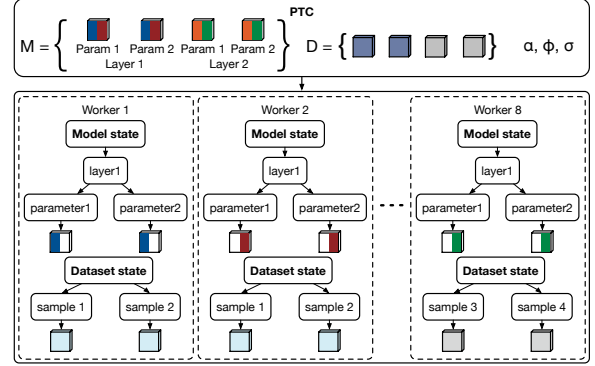 PTC
M = { Param 1 Param 2 Param 1 Param 2 } D = { } α, ϕ, σ
Layer 1 Layer 2
Worker 1 Worker 2 Worker 8
Model state Model state Model state
layer1 layer1 layer1
parameter1 parameter2 parameter1 parameter2 ... parameter1 parameter2
Dataset state Dataset state Dataset state
sample 1 sample 2 sample 1 sample 2 sample 3 sample 4